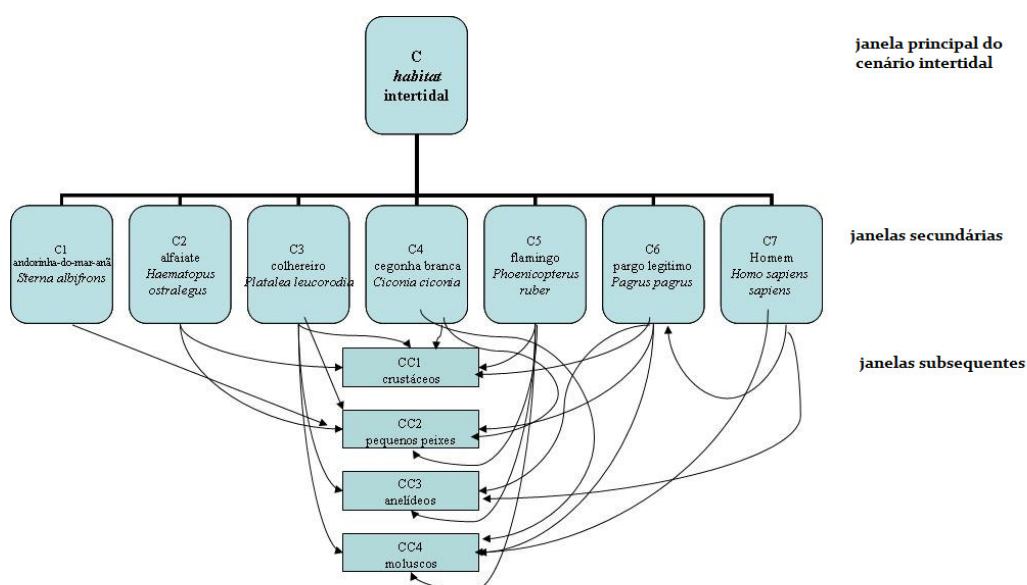 C
habitat
intertidal
janela principal do
cenário intertidal
C1
andorinha-do-mar-anã
Sterna albifrons
C2
alfaiate
Haematopus
ostralegus
C3
colhereiro
Platalea leucorodia
C4
cegonha branca
Ciconia ciconia
C5
flamingo
Phoenicopterus
ruber
C6
pargo legitimo
Pagrus pagrus
C7
Homem
Homo sapiens
sapiens
janelas secundárias
CC1
crustáceos
janelas subsequentes
CC2
pequenos peixes
CC3
anelídeos
CC4
moluscos